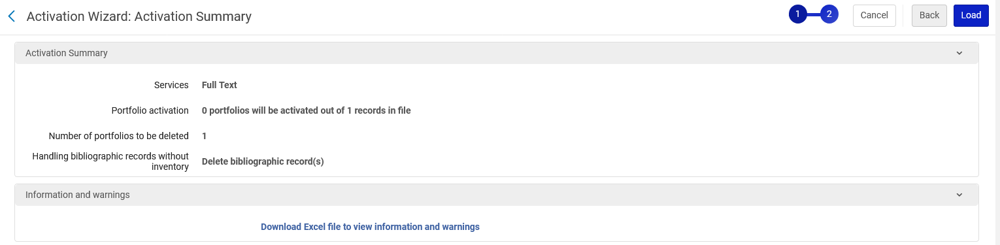 Activation Wizard: Activation Summary
1 2 Cancel Back Load
Activation Summary
Services Full Text
Portfolio activation 0 portfolios will be activated out of 1 records in file
Number of portfolios to be deleted 1
Handling bibliographic records without
inventory
Delete bibliographic record(s)
Information and warnings
Download Excel file to view information and warnings